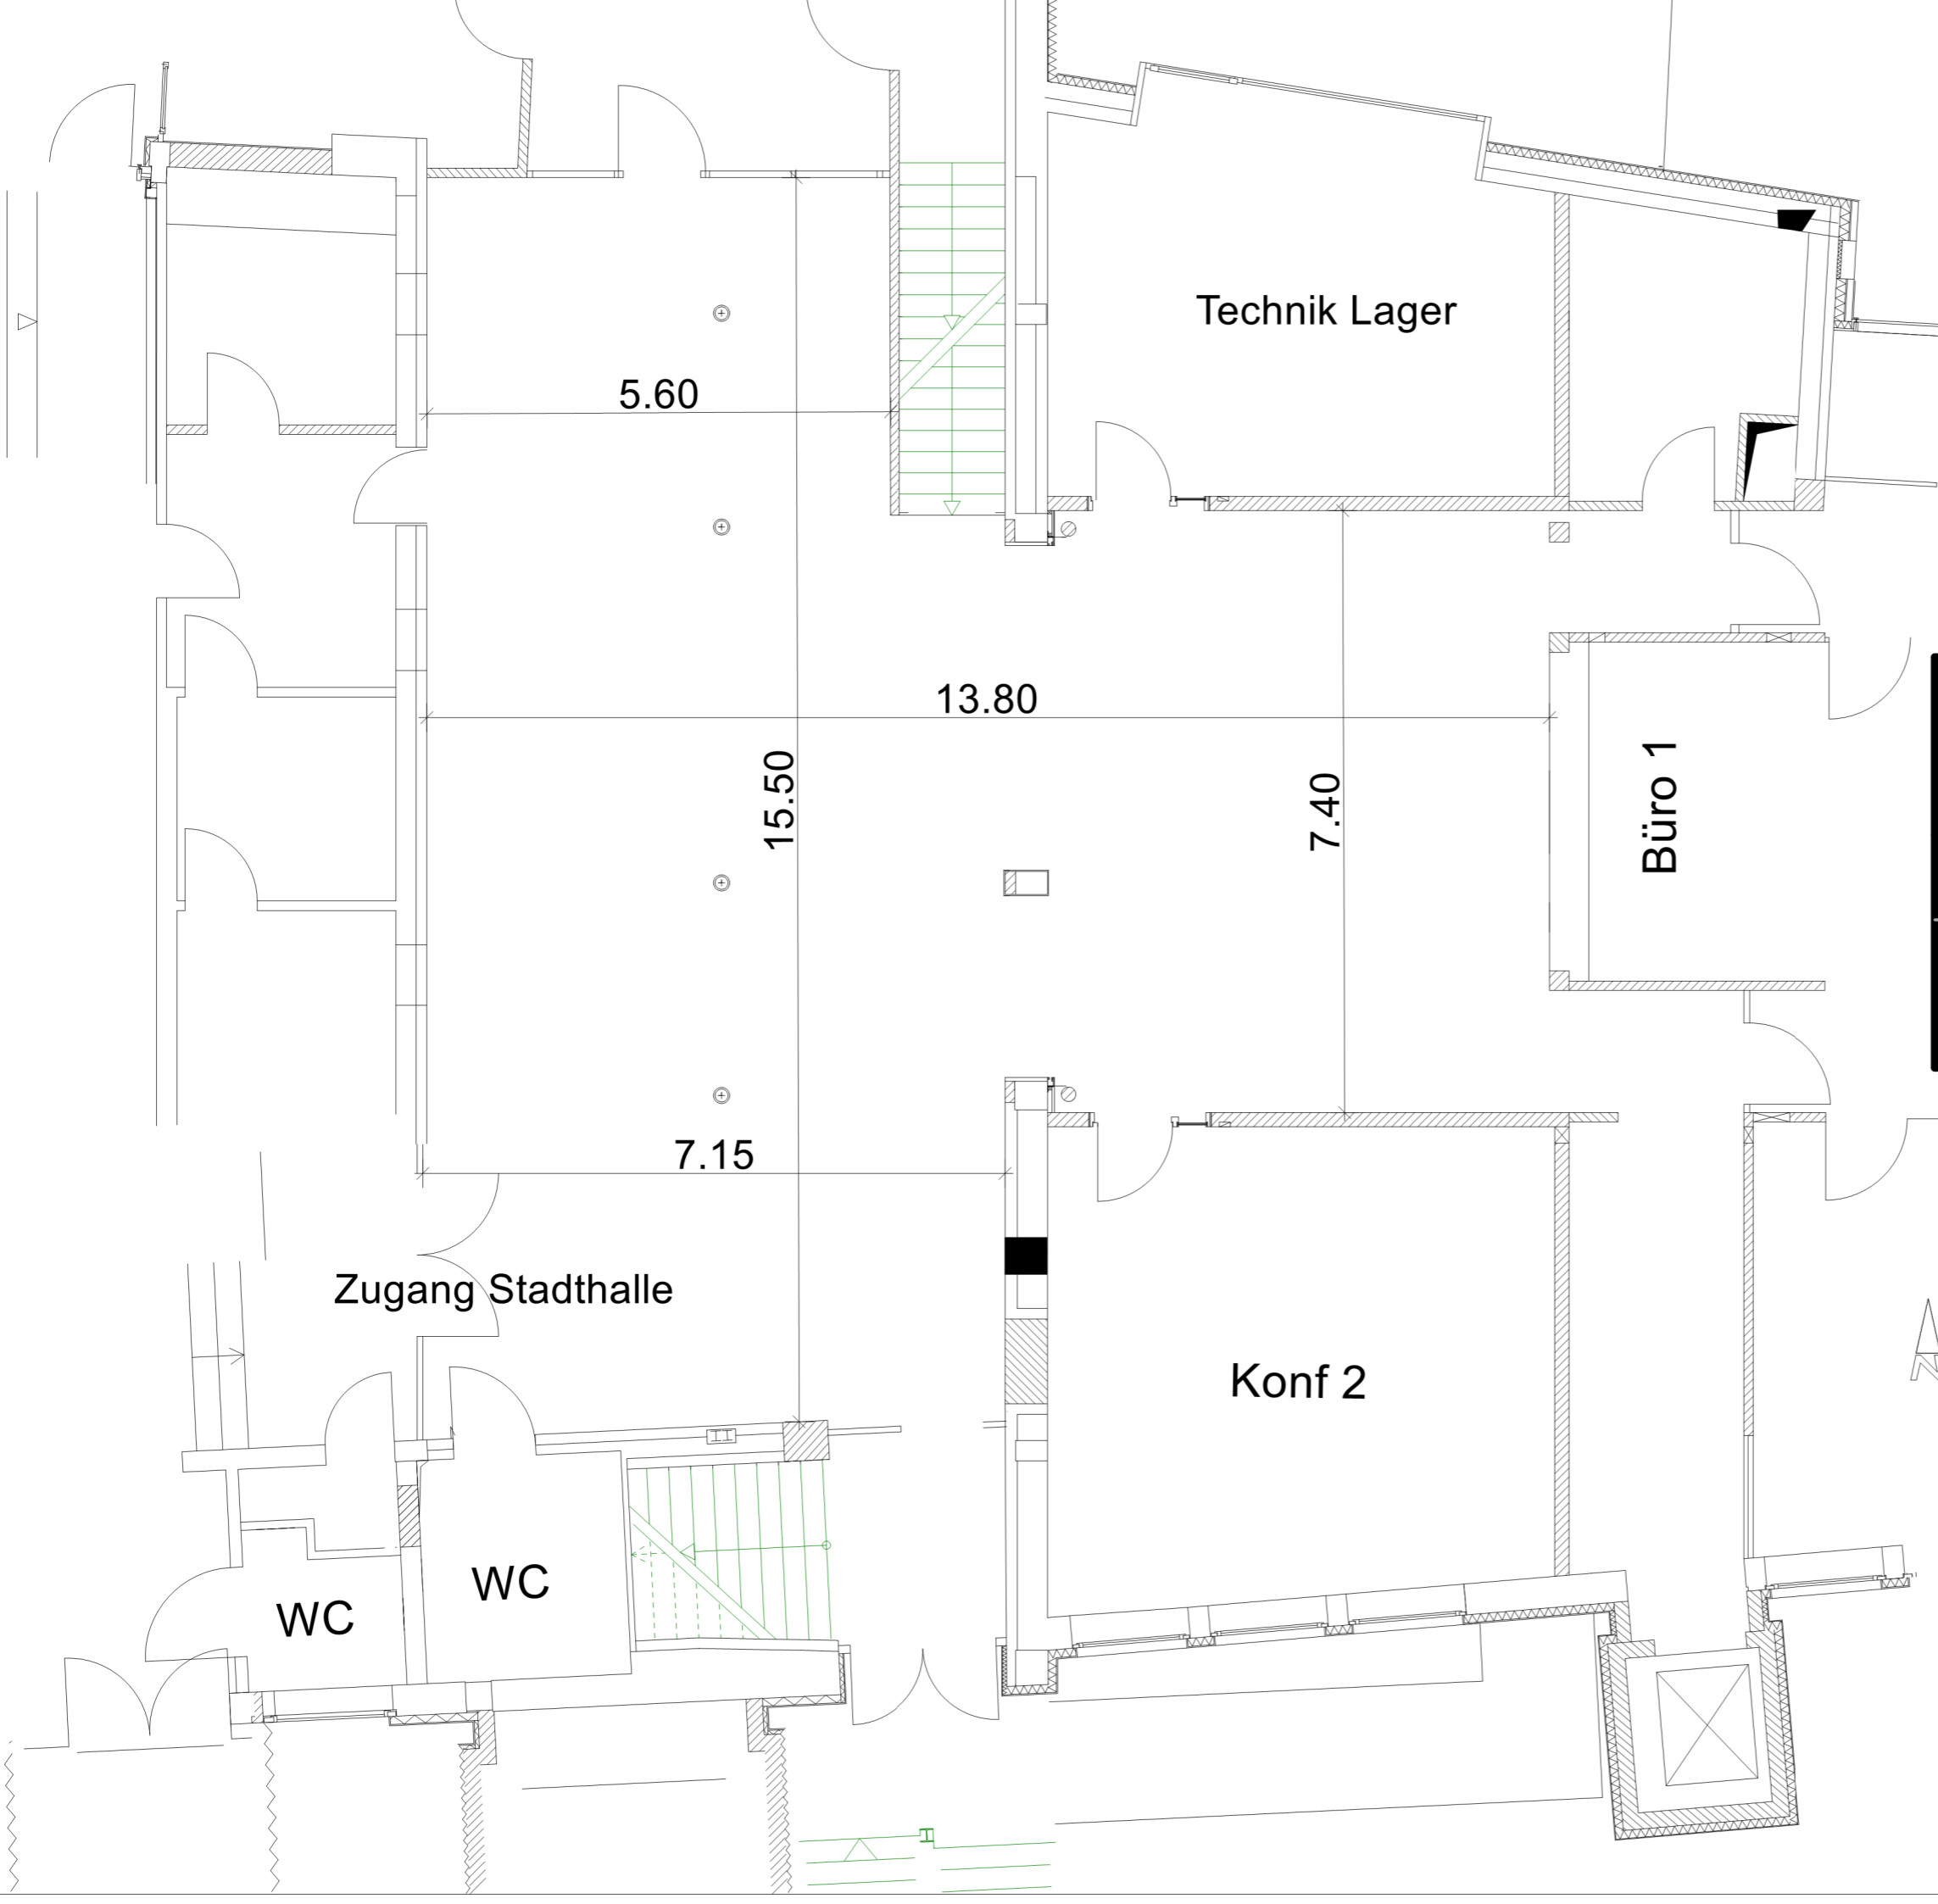 Technik Lager
5.60
13.80
15.50
7.40
Büro 1
7.15
Zugang Stadthalle
Konf 2
WC
WC